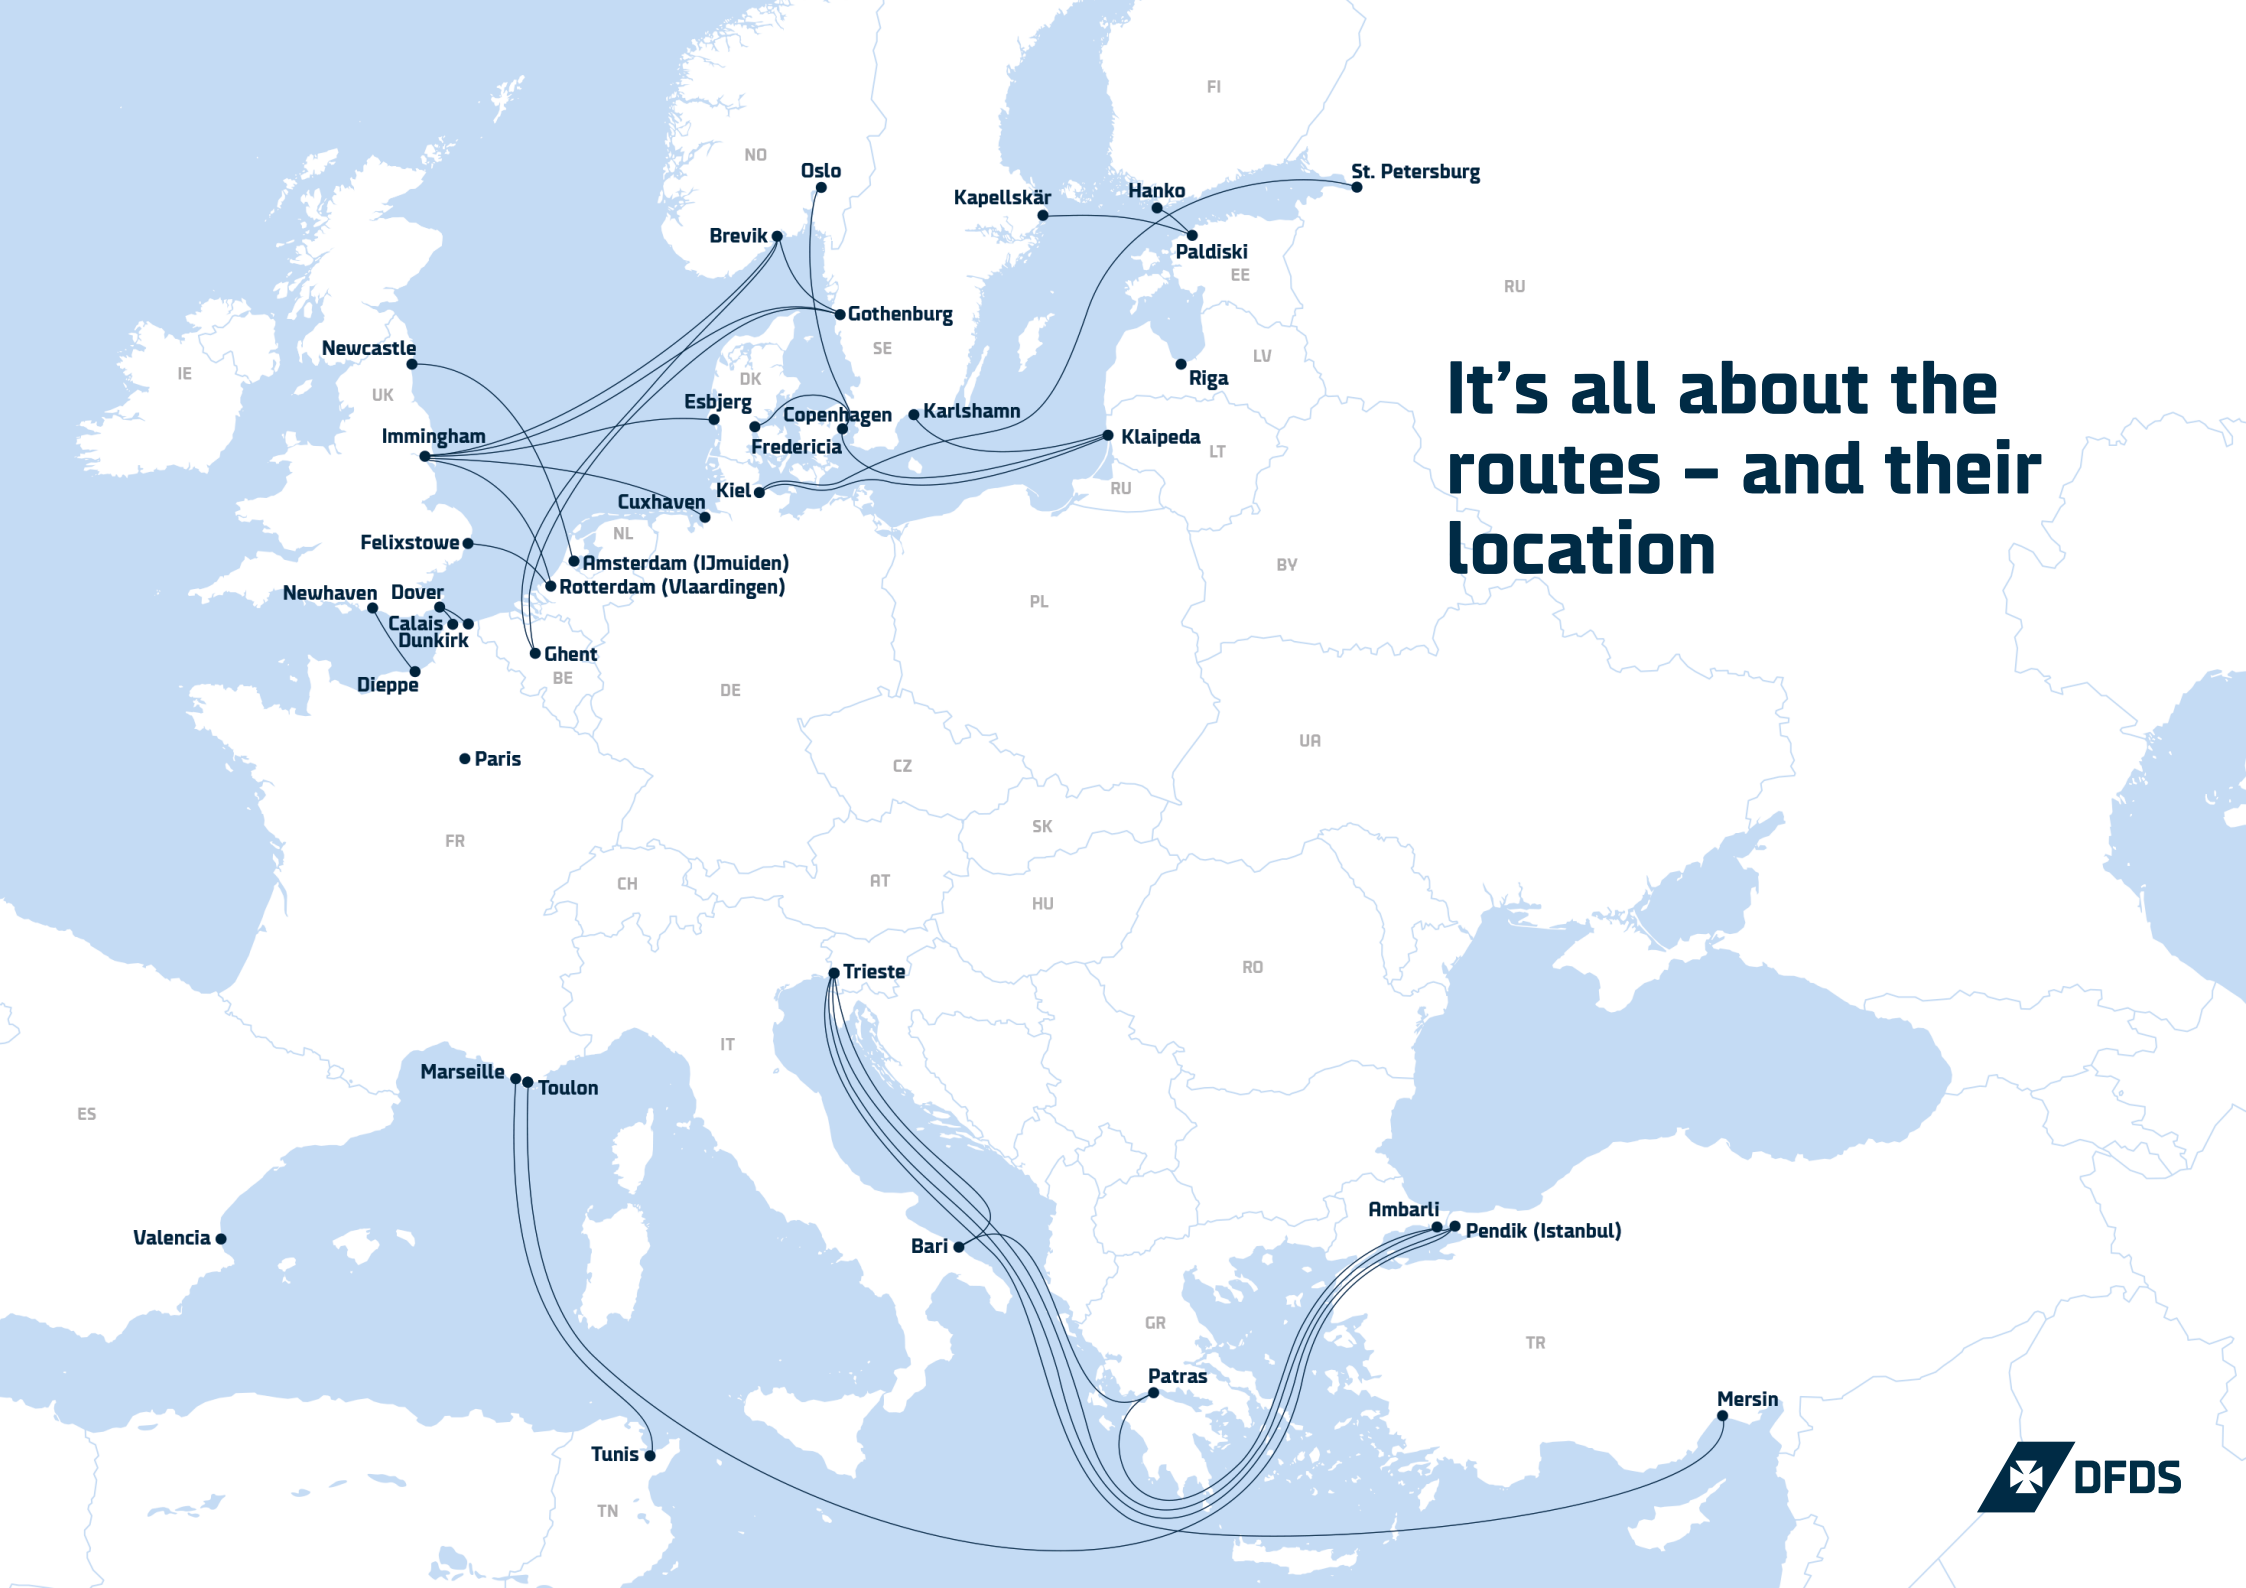 FI
NO
Oslo
St. Petersburg
Kapellskär
Hanko
Brevik
Paldiski
EE
RU
Gothenburg
Newcastle
SE
LV
IE
DK
Riga
UK
It's all about the
routes – and their
location
Esbjerg
Copenhagen
Karlshamn
Immingham
Fredericia
Klaipeda
LT
Kiel
RU
Cuxhaven
NL
Felixstowe
Amsterdam (IJmuiden)
BY
Rotterdam (Vlaardingen)
Newhaven
Dover
PL
Calais
Dunkirk
Ghent
BE
Dieppe
DE
UA
Paris
CZ
SK
FR
CH
AT
HU
RO
Trieste
IT
Marseille
Toulon
ES
Ambarli
Valencia
Bari
Pendik (Istanbul)
GR
TR
Patras
Mersin
Tunis
TN
DFDS